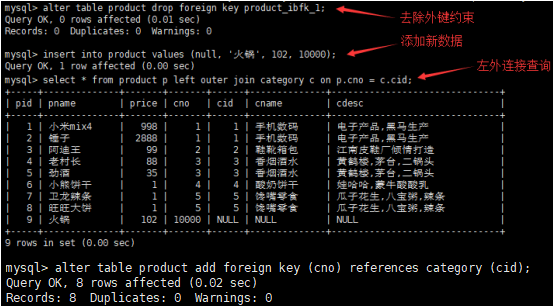 mysql> alter table product drop foreign key product_ibfk_1;
Query OK, 0 rows affected (0.01 sec)
Records: 0  Duplicates: 0  Warnings: 0
去除外键约束
添加新数据
mysql> insert into product values (null, '火锅', 102, 10000);
Query OK, 1 row affected (0.00 sec)
左外连接查询
mysql> select * from product p left outer join category c on p.cno = c.cid;
| pid | pname | price | cno | cid | cname | cdesc |
| 1 | 小米mix4 | 998 | 1 | 1 | 手机数码 | 电子产品,黑马生产 |
| 2 | 锤子 | 2888 | 1 | 1 | 手机数码 | 电子产品,黑马生产 |
| 3 | 阿迪王 | 99 | 2 | 2 | 鞋靴箱包 | 江南皮鞋厂倾情打造 |
| 4 | 老村长 | 88 | 3 | 3 | 香烟酒水 | 黄鹤楼,茅台,二锅头 |
| 5 | 劲酒 | 35 | 3 | 3 | 香烟酒水 | 黄鹤楼,茅台,二锅头 |
| 6 | 小熊饼干 | 1 | 4 | 4 | 酸奶饼干 | 娃哈哈,蒙牛酸酸乳 |
| 7 | 卫龙辣条 | 1 | 5 | 5 | 馋嘴零食 | 瓜子花生,八宝粥,辣条 |
| 8 | 旺旺大饼 | 1 | 5 | 5 | 馋嘴零食 | 瓜子花生,八宝粥,辣条 |
| 9 | 火锅 | 102 | 10000 | NULL | NULL | NULL |
9 rows in set (0.00 sec)
mysql> alter table product add foreign key (cno) references category (cid);
Query OK, 8 rows affected (0.02 sec)
Records: 8  Duplicates: 0  Warnings: 0